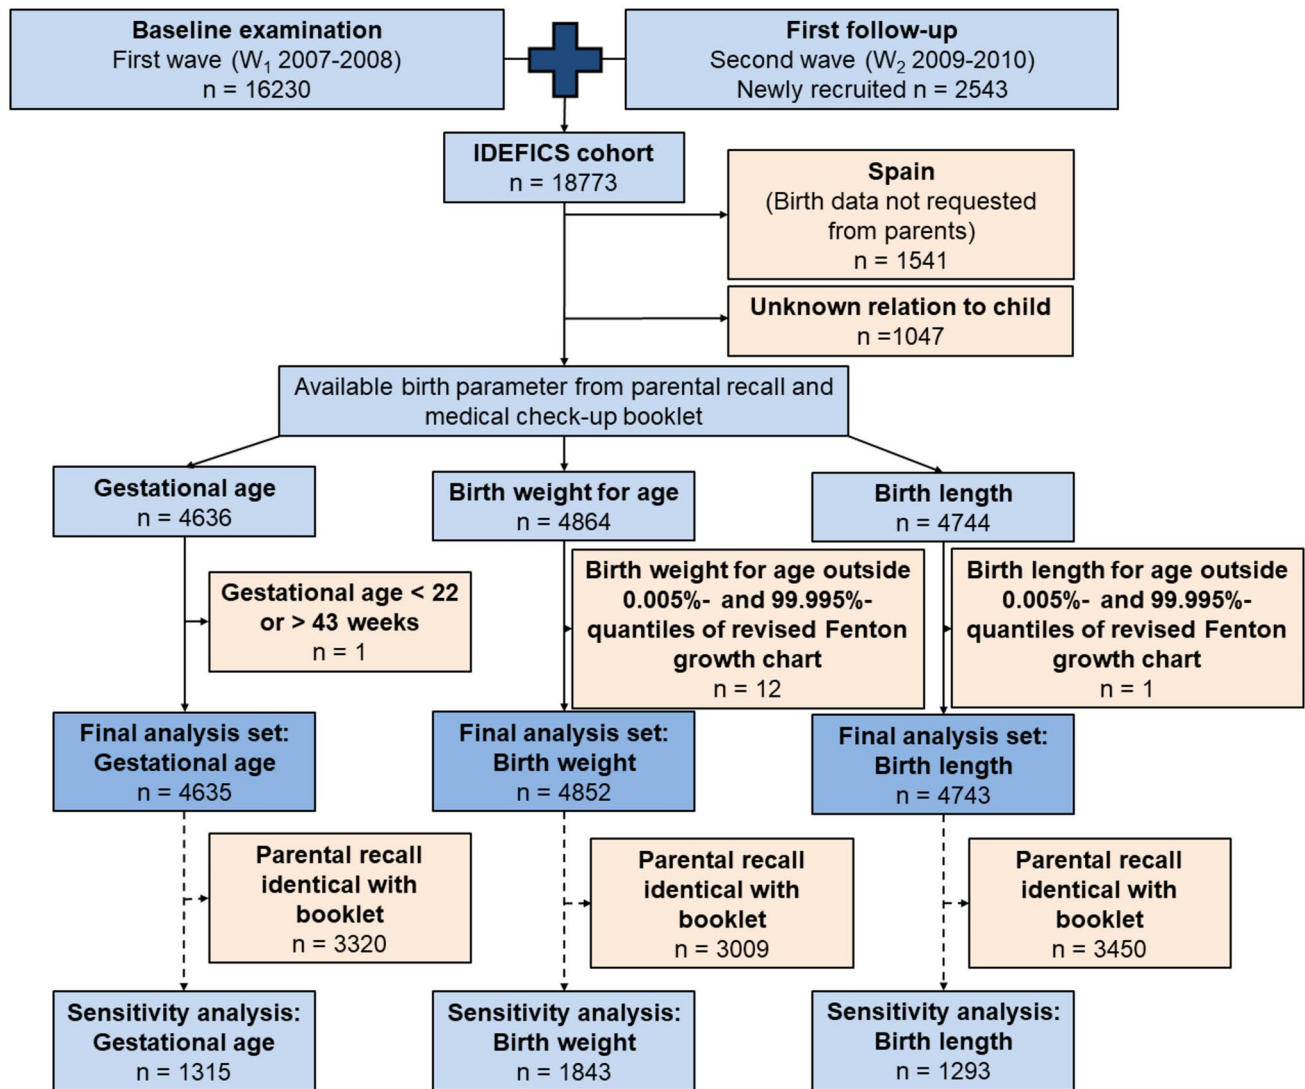 Baseline examination
First wave (W₁ 2007-2008)
n = 16230
First follow-up
Second wave (W₂ 2009-2010)
Newly recruited n = 2543
IDEFICS cohort
n = 18773
Spain
(Birth data not requested
from parents)
n = 1541
Unknown relation to child
n =1047
Available birth parameter from parental recall and
medical check-up booklet
Gestational age
n = 4636
Birth weight for age
n = 4864
Birth length
n = 4744
Gestational age < 22
or > 43 weeks
n = 1
Birth weight for age outside
0.005%- and 99.995%-
quantiles of revised Fenton
growth chart
n = 12
Birth length for age outside
0.005%- and 99.995%-
quantiles of revised Fenton
growth chart
n = 1
Final analysis set:
Gestational age
n = 4635
Final analysis set:
Birth weight
n = 4852
Final analysis set:
Birth length
n = 4743
Parental recall
identical with
booklet
n = 3320
Parental recall
identical with
booklet
n = 3009
Parental recall
identical with
booklet
n = 3450
Sensitivity analysis:
Gestational age
n = 1315
Sensitivity analysis:
Birth weight
n = 1843
Sensitivity analysis:
Birth length
n = 1293